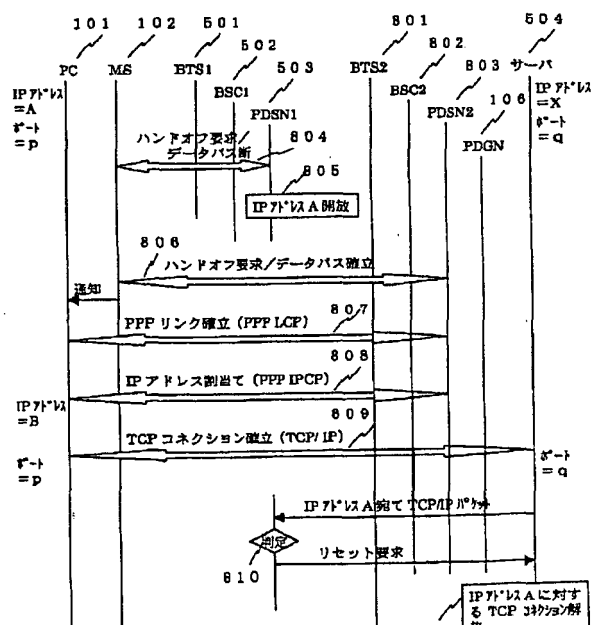 101 102 501 801 504
502 802
PC MS BTS1 503 BTS2 803 サーバ
BSC1 BSC2 106
IPアドレス
=A
ポート
=p
PDSN1
PDSN2
PDGN
IPアドレス
=X
ポート
=q
ハンドオフ要求/
データパス断
804
805
IPアドレスA開放
806
ハンドオフ要求/データパス確立
通知
807
PPPリンク確立 (PPP LCP)
808
IPアドレス割当て (PPP IPCP)
IPアドレス
=B
809
TCPコネクション確立 (TCP/IP)
ポート
=p
ポート
=q
IPアドレスA宛てTCP/IPパケット
判定
リセット要求
810
IPアドレスAに対す
るTCPコネクション解